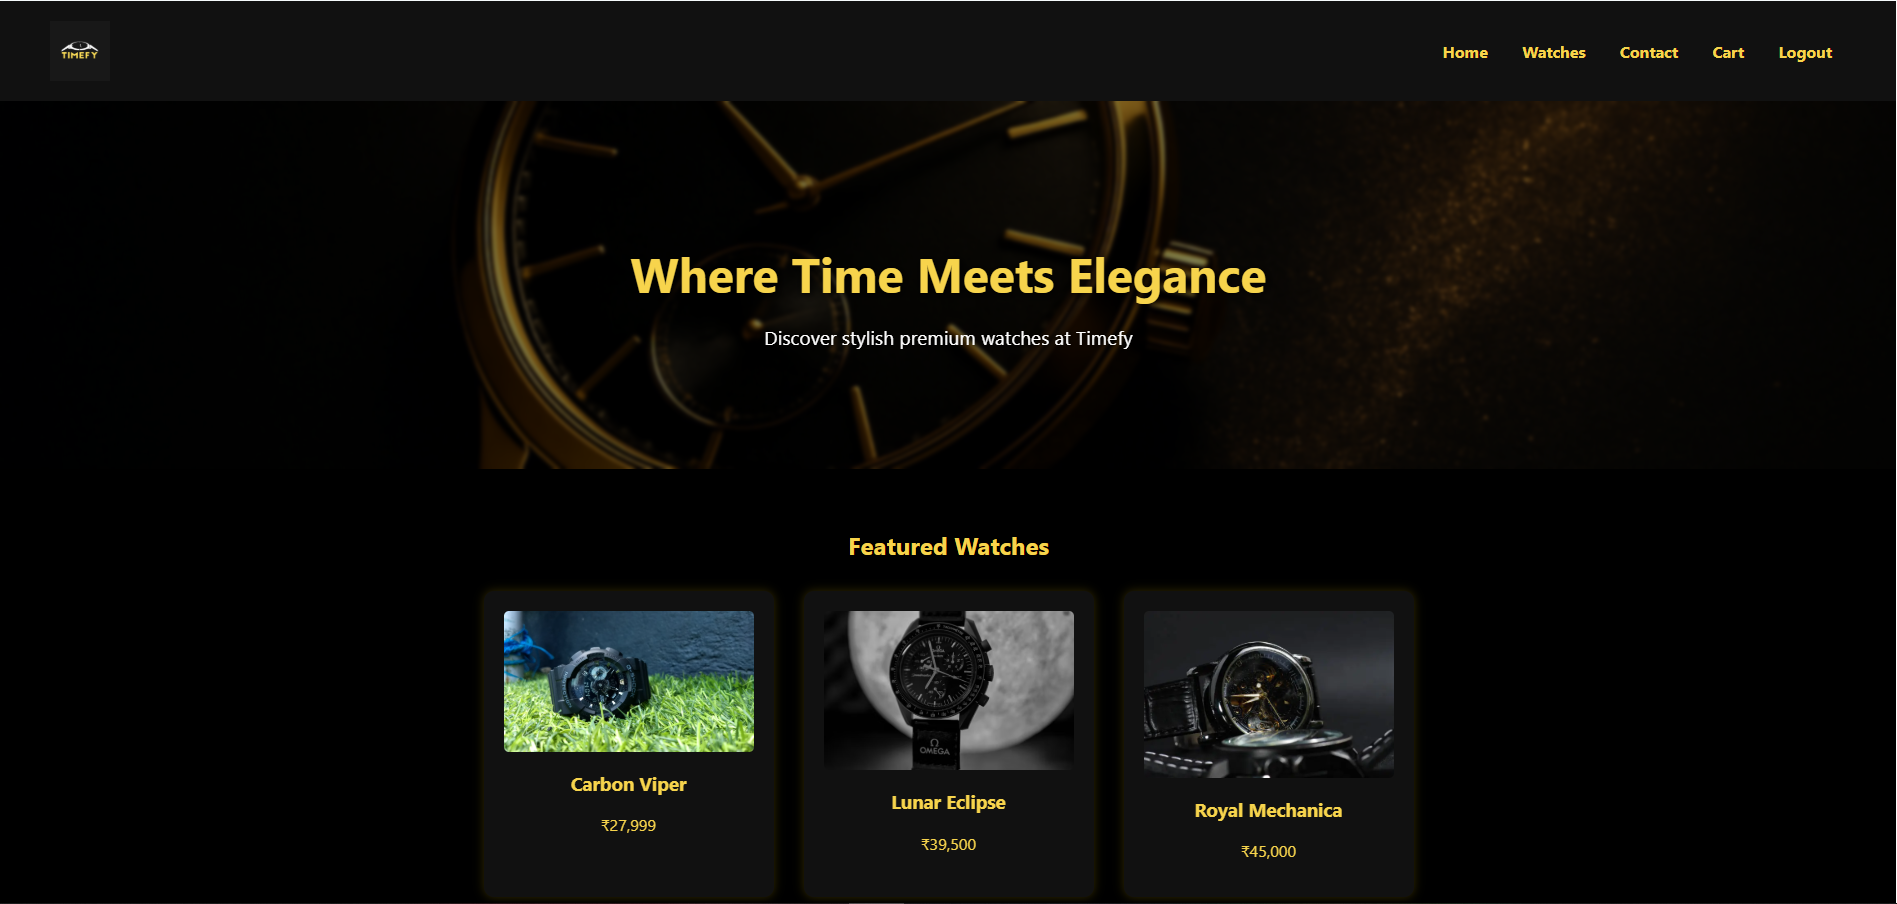 TIMEFY
Home Watches Contact Cart Logout
Where Time Meets Elegance
Discover stylish premium watches at Timefy
Featured Watches
Ω
OMEGA
Carbon Viper
₹27,999
Lunar Eclipse
₹39,500
Royal Mechanica
₹45,000